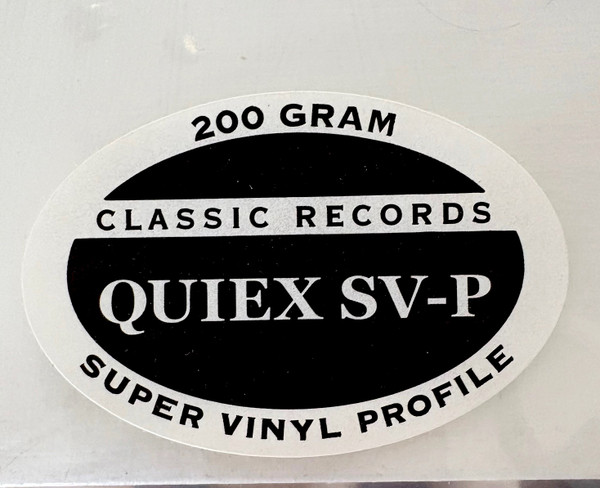 200 GRAM
CLASSIC RECORDS
QUIEX SV-P
SUPER VINYL PROFILE